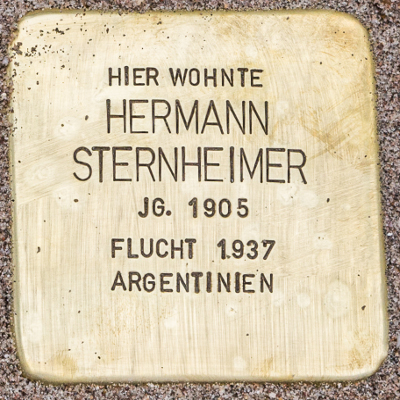 HIER WOHNTE
HERMANN
STERNHEIMER
JG. 1905
FLUCHT 1937
ARGENTINIEN